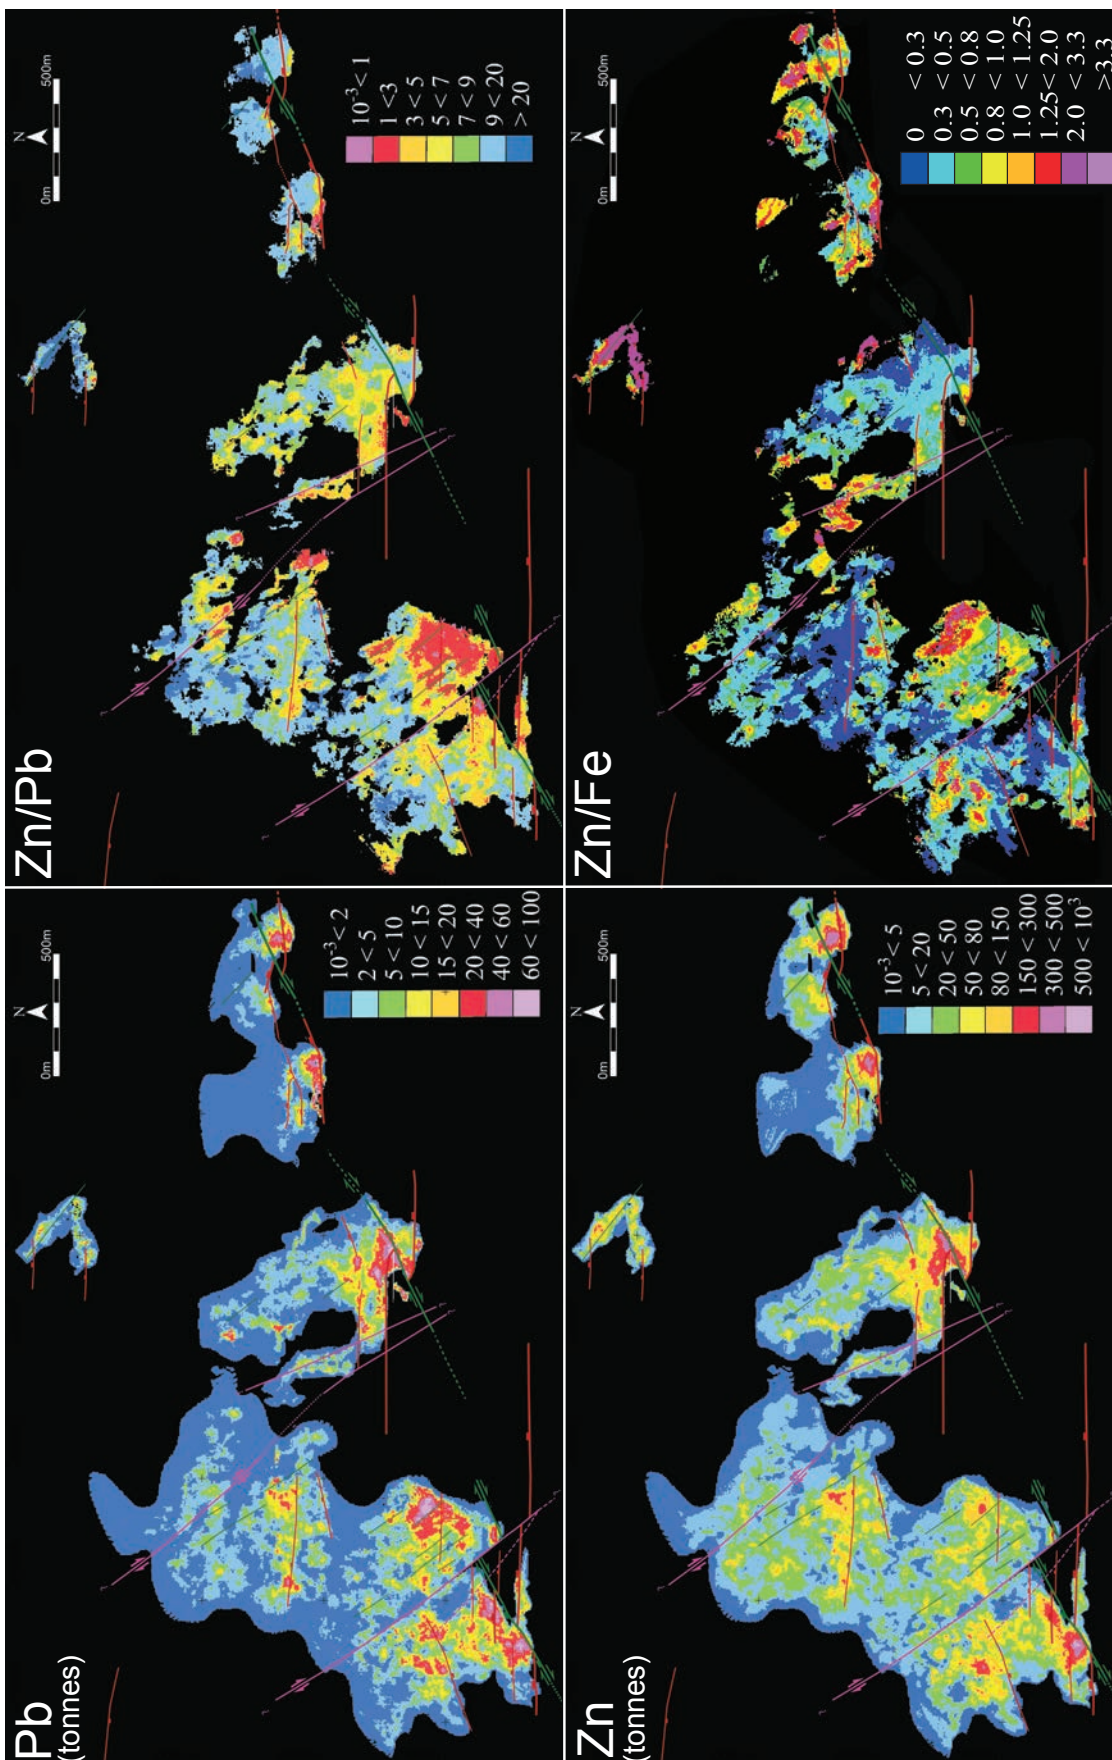 Pb
(tonnes)
N
0m 500m
10⁻³ < 2
2 < 5
5 < 10
10 < 15
15 < 20
20 < 40
40 < 60
60 < 100
Zn/Pb
N
0m 500m
10⁻³ < 1
1 < 3
3 < 5
5 < 7
7 < 9
9 < 20
> 20
Zn
(tonnes)
N
0m 500m
10⁻³ < 5
5 < 20
20 < 50
50 < 80
80 < 150
150 < 300
300 < 500
500 < 10³
Zn/Fe
N
0m 500m
0 < 0.3
0.3 < 0.5
0.5 < 0.8
0.8 < 1.0
1.0 < 1.25
1.25 < 2.0
2.0 < 3.3
>3.3